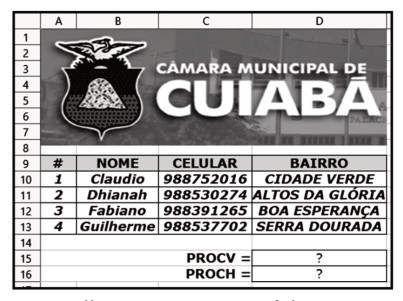 A B C D
1
2
3 CÂMARA MUNICIPAL DE
4
5 CUIABÁ
6
7
8
9 # NOME CELULAR BAIRRO
10 1 Claudio 988752016 CIDADE VERDE
11 2 Dhianah 988530274 ALTOS DA GLÓRIA
12 3 Fabiano 988391265 BOA ESPERANÇA
13 4 Guilherme 988537702 SERRA DOURADA
14
15 PROCV = ?
16 PROCH = ?